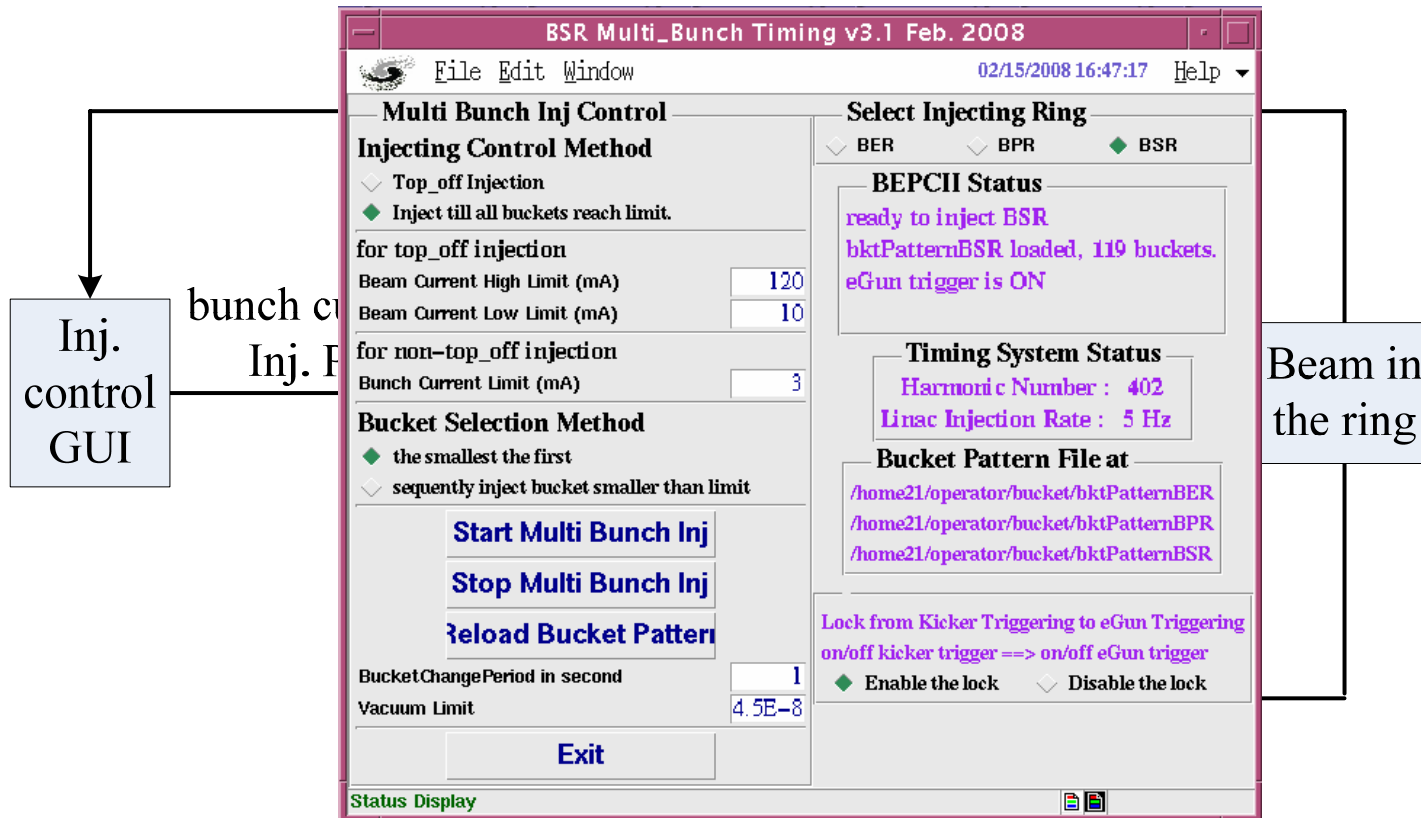 BSR Multi_Bunch Timing v3.1 Feb. 2008
File Edit Window 02/15/2008 16:47:17 Help
Multi Bunch Inj Control
Injecting Control Method
Top_off Injection
Inject till all buckets reach limit.
for top_off injection
Beam Current High Limit (mA) 120
Beam Current Low Limit (mA) 10
for non-top_off injection
Bunch Current Limit (mA) 3
Bucket Selection Method
the smallest the first
sequently inject bucket smaller than limit
Start Multi Bunch Inj
Stop Multi Bunch Inj
Reload Bucket Pattern
BucketChangePeriod in second 1
Vacuum Limit 4.5E-8
Exit
Status Display
Select Injecting Ring
BER BPR BSR
BEPCII Status
ready to inject BSR
bktPatternBSR loaded, 119 buckets.
eGun trigger is ON
Timing System Status
Harmonic Number : 402
Linac Injection Rate : 5 Hz
Bucket Pattern File at
/home21/operator/bucket/bktPatternBER
/home21/operator/bucket/bktPatternBPR
/home21/operator/bucket/bktPatternBSR
Lock from Kicker Triggering to eGun Triggering
on/off kicker trigger ==> on/off eGun trigger
Enable the lock Disable the lock
Inj.
control
GUI
bunch
Inj.
Beam in
the ring